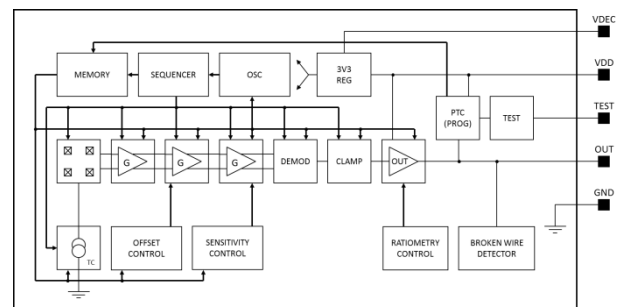 VDEC
MEMORY
SEQUENCER
OSC
3V3
REG
VDD
PTC
(PROG)
TEST
TEST
G
G
G
DEMOD
CLAMP
OUT
OUT
GND
TC
OFFSET
CONTROL
SENSITIVITY
CONTROL
RATIOMETRY
CONTROL
BROKEN WIRE
DETECTOR